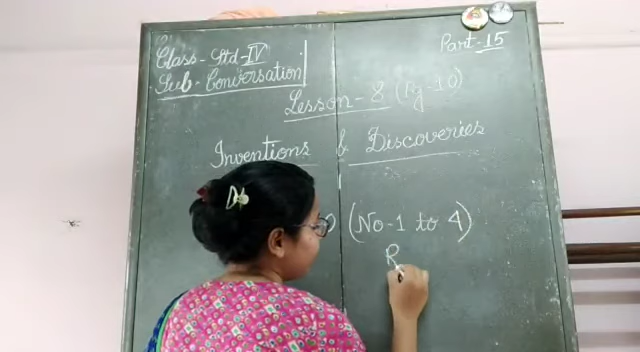 Class - Std - IV
Part - 15
Sub - Conversation
Lesson - 8 (Pg - 10)
Inventions & Discoveries
(No - 1 to 4)
R